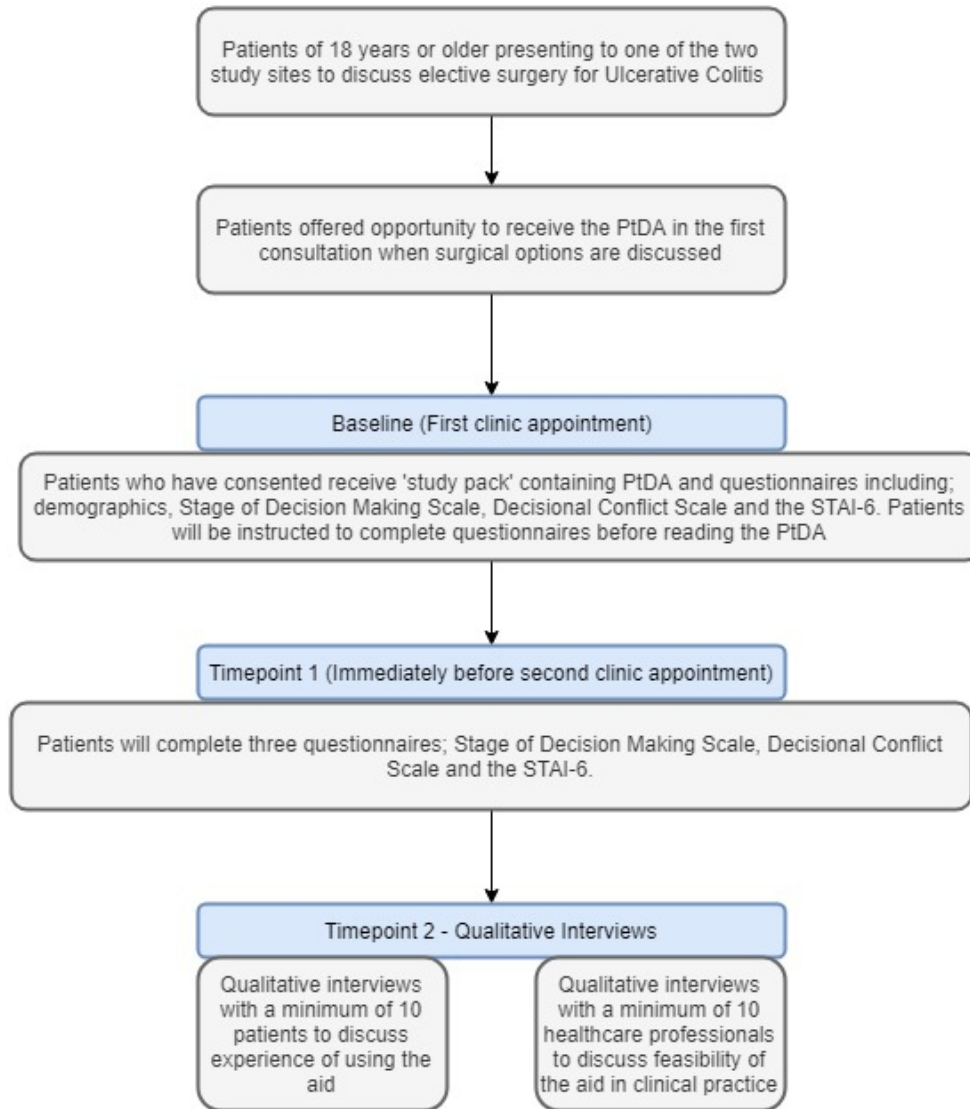 Patients of 18 years or older presenting to one of the two
study sites to discuss elective surgery for Ulcerative Colitis
Patients offered opportunity to receive the PtDA in the first
consultation when surgical options are discussed
Baseline (First clinic appointment)
Patients who have consented receive 'study pack' containing PtDA and questionnaires including;
demographics, Stage of Decision Making Scale, Decisional Conflict Scale and the STAI-6. Patients
will be instructed to complete questionnaires before reading the PtDA
Timepoint 1 (Immediately before second clinic appointment)
Patients will complete three questionnaires; Stage of Decision Making Scale, Decisional Conflict
Scale and the STAI-6.
Timepoint 2 - Qualitative Interviews
Qualitative interviews
with a minimum of 10
patients to discuss
experience of using the
aid
Qualitative interviews
with a minimum of 10
healthcare professionals
to discuss feasibility of
the aid in clinical practice